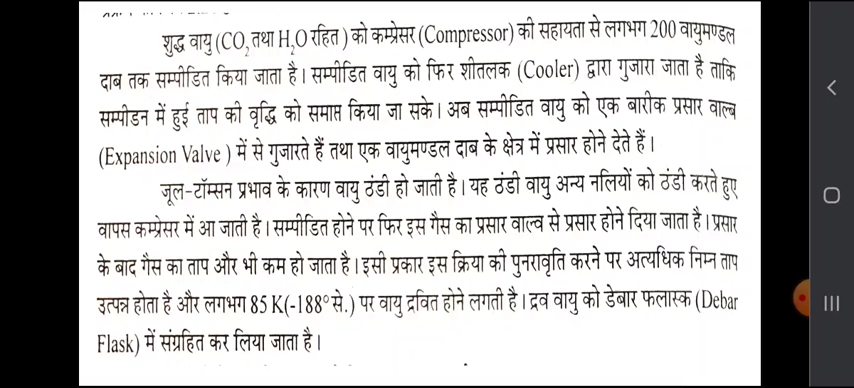 शुद्ध वायु (CO₂ तथा H₂O रहित ) को कम्प्रेसर (Compressor) की सहायता से लगभग 200 वायुमण्डल
दाब तक सम्पीडित किया जाता है। सम्पीडित वायु को फिर शीतलक (Cooler) द्वारा गुजारा जाता है ताकि
सम्पीडन में हुई ताप की वृद्धि को समाप्त किया जा सके। अब सम्पीडित वायु को एक बारीक प्रसार वाल्ब
(Expansion Valve ) में से गुजारते हैं तथा एक वायुमण्डल दाब के क्षेत्र में प्रसार होने देते हैं।
जूल-टॉम्सन प्रभाव के कारण वायु ठंडी हो जाती है। यह ठंडी वायु अन्य नलियों को ठंडी करते हुए
वापस कम्प्रेसर में आ जाती है। सम्पीडित होने पर फिर इस गैस का प्रसार वाल्व से प्रसार होने दिया जाता है। प्रसार
के बाद गैस का ताप और भी कम हो जाता है। इसी प्रकार इस क्रिया की पुनरावृति करने पर अत्यधिक निम्न ताप
उत्पन्न होता है और लगभग 85 K(-188° से.) पर वायु द्रवित होने लगती है। द्रव वायु को डेबार फलास्क (Debar
Flask) में संग्रहित कर लिया जाता है।